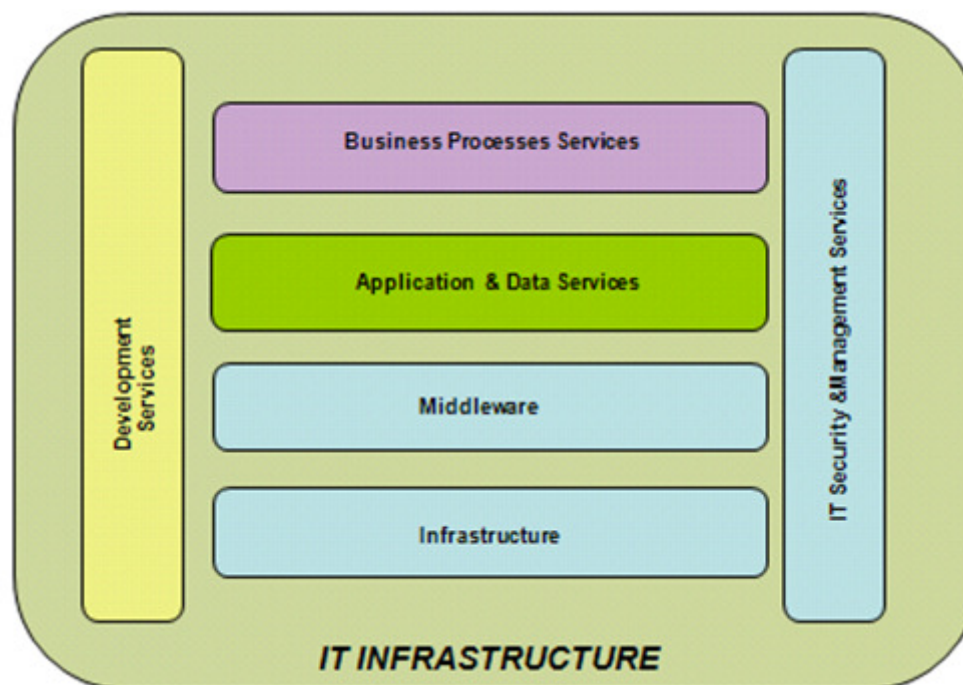 Business Processes Services
Application & Data Services
Middleware
Infrastructure
Development
Services
IT Security &Management Services
IT INFRASTRUCTURE